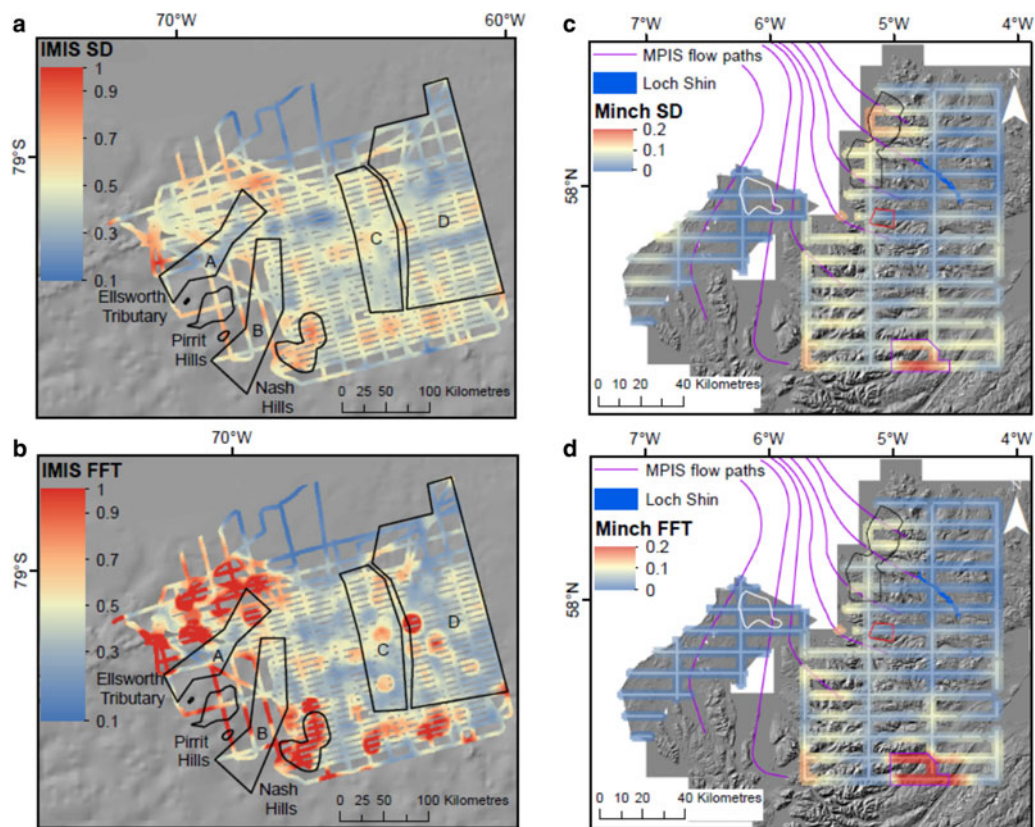 a
70°W
60°W
IMIS SD
1
0.9
0.7
0.5
0.3
0.1
79°S
A
B
C
D
Ellsworth
Tributary
Pirrit
Hills
Nash
Hills
0 25 50 100 Kilometres
c
7°W
6°W
5°W
4°W
MPIS flow paths
Loch Shin
Minch SD
0.2
0.1
0
N
58°N
0 10 20 40 Kilometres
b
70°W
IMIS FFT
1
0.9
0.7
0.5
0.3
0.1
79°S
A
B
C
D
Ellsworth
Tributary
Pirrit
Hills
Nash
Hills
0 25 50 100 Kilometres
d
7°W
6°W
5°W
4°W
MPIS flow paths
Loch Shin
Minch FFT
0.2
0.1
0
N
58°N
0 10 20 40 Kilometres